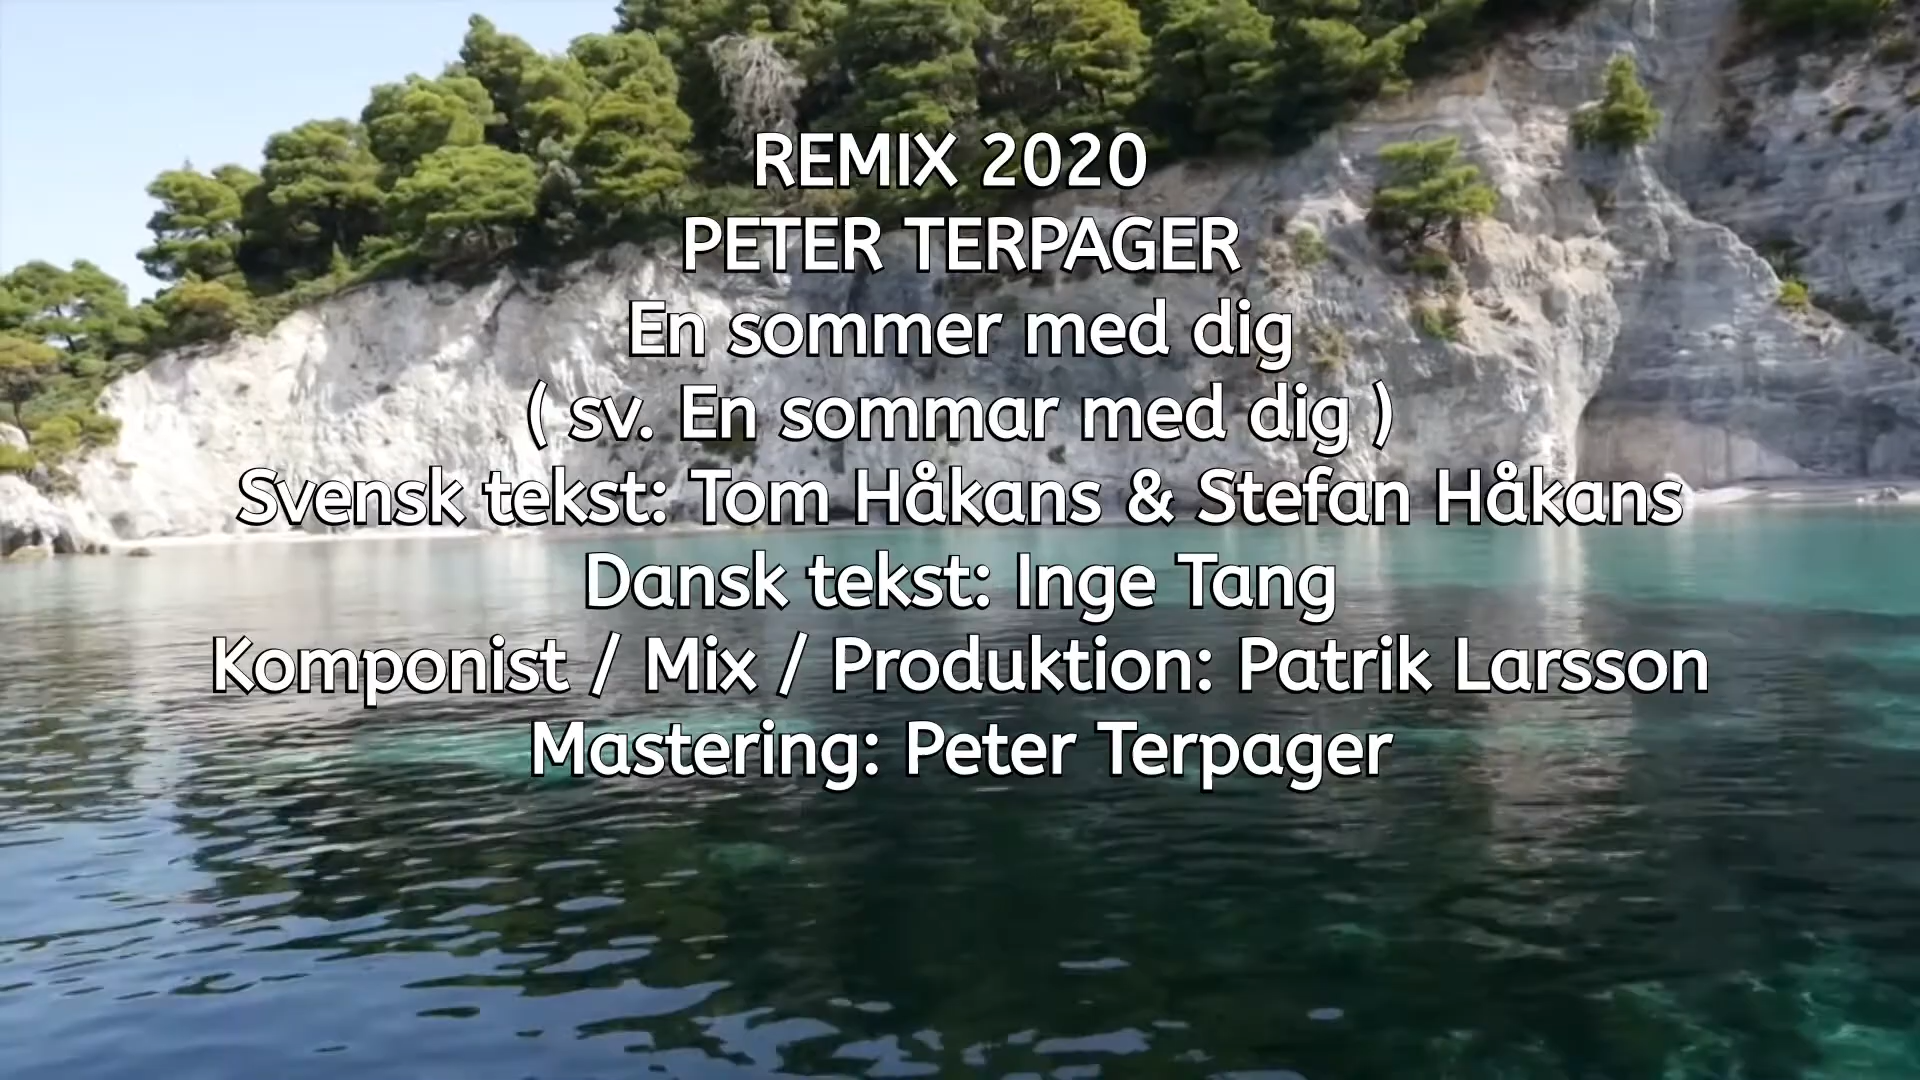 REMIX 2020
PETER TERPAGER
En sommer med dig
( sv. En sommar med dig )
Svensk tekst: Tom Håkans & Stefan Håkans
Dansk tekst: Inge Tang
Komponist / Mix / Produktion: Patrik Larsson
Mastering: Peter Terpager